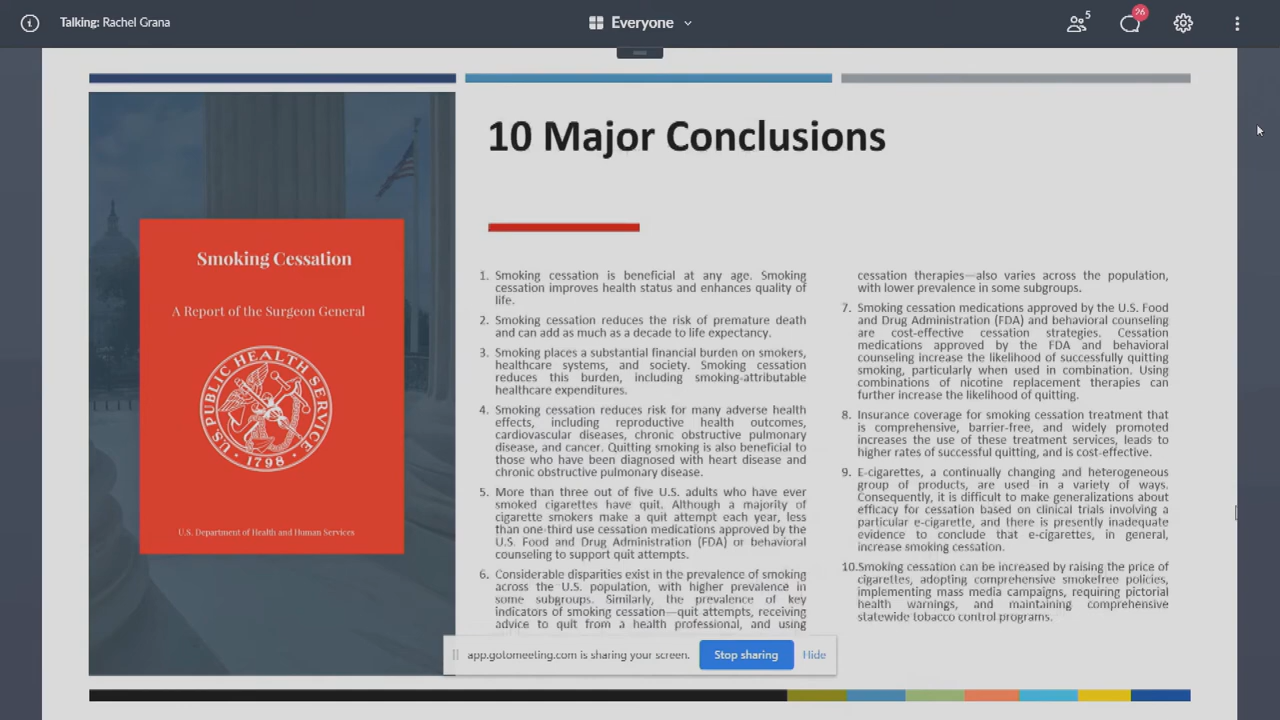 Talking: Rachel Grana
Everyone
5
26
10 Major Conclusions
Smoking Cessation
A Report of the Surgeon General
US PUBLIC HEALTH SERVICE
1798
U.S. Department of Health and Human Services
1. Smoking cessation is beneficial at any age. Smoking
cessation improves health status and enhances quality of
life.
2. Smoking cessation reduces the risk of premature death
and can add as much as a decade to life expectancy.
3. Smoking places a substantial financial burden on smokers,
healthcare systems, and society. Smoking cessation
reduces this burden, including smoking-attributable
healthcare expenditures.
4. Smoking cessation reduces risk for many adverse health
effects, including reproductive health outcomes,
cardiovascular diseases, chronic obstructive pulmonary
disease, and cancer. Quitting smoking is also beneficial to
those who have been diagnosed with heart disease and
chronic obstructive pulmonary disease.
5. More than three out of five U.S. adults who have ever
smoked cigarettes have quit. Although a majority of
cigarette smokers make a quit attempt each year, less
than one-third use cessation medications approved by the
U.S. Food and Drug Administration (FDA) or behavioral
counseling to support quit attempts.
6. Considerable disparities exist in the prevalence of smoking
across the U.S. population, with higher prevalence in
some subgroups. Similarly, the prevalence of key
indicators of smoking cessation—quit attempts, receiving
advice to quit from a health professional, and using
cessation therapies—also varies across the population,
with lower prevalence in some subgroups.
7. Smoking cessation medications approved by the U.S. Food
and Drug Administration (FDA) and behavioral counseling
are cost-effective cessation strategies. Cessation
medications approved by the FDA and behavioral
counseling increase the likelihood of successfully quitting
smoking, particularly when used in combination. Using
combinations of nicotine replacement therapies can
further increase the likelihood of quitting.
8. Insurance coverage for smoking cessation treatment that
is comprehensive, barrier-free, and widely promoted
increases the use of these treatment services, leads to
higher rates of successful quitting, and is cost-effective.
9. E-cigarettes, a continually changing and heterogeneous
group of products, are used in a variety of ways.
Consequently, it is difficult to make generalizations about
efficacy for cessation based on clinical trials involving a
particular e-cigarette, and there is presently inadequate
evidence to conclude that e-cigarettes, in general,
increase smoking cessation.
10.Smoking cessation can be increased by raising the price of
cigarettes, adopting comprehensive smokefree policies,
implementing mass media campaigns, requiring pictorial
health warnings, and maintaining comprehensive
statewide tobacco control programs.
app.gotomeeting.com is sharing your screen.
Stop sharing
Hide